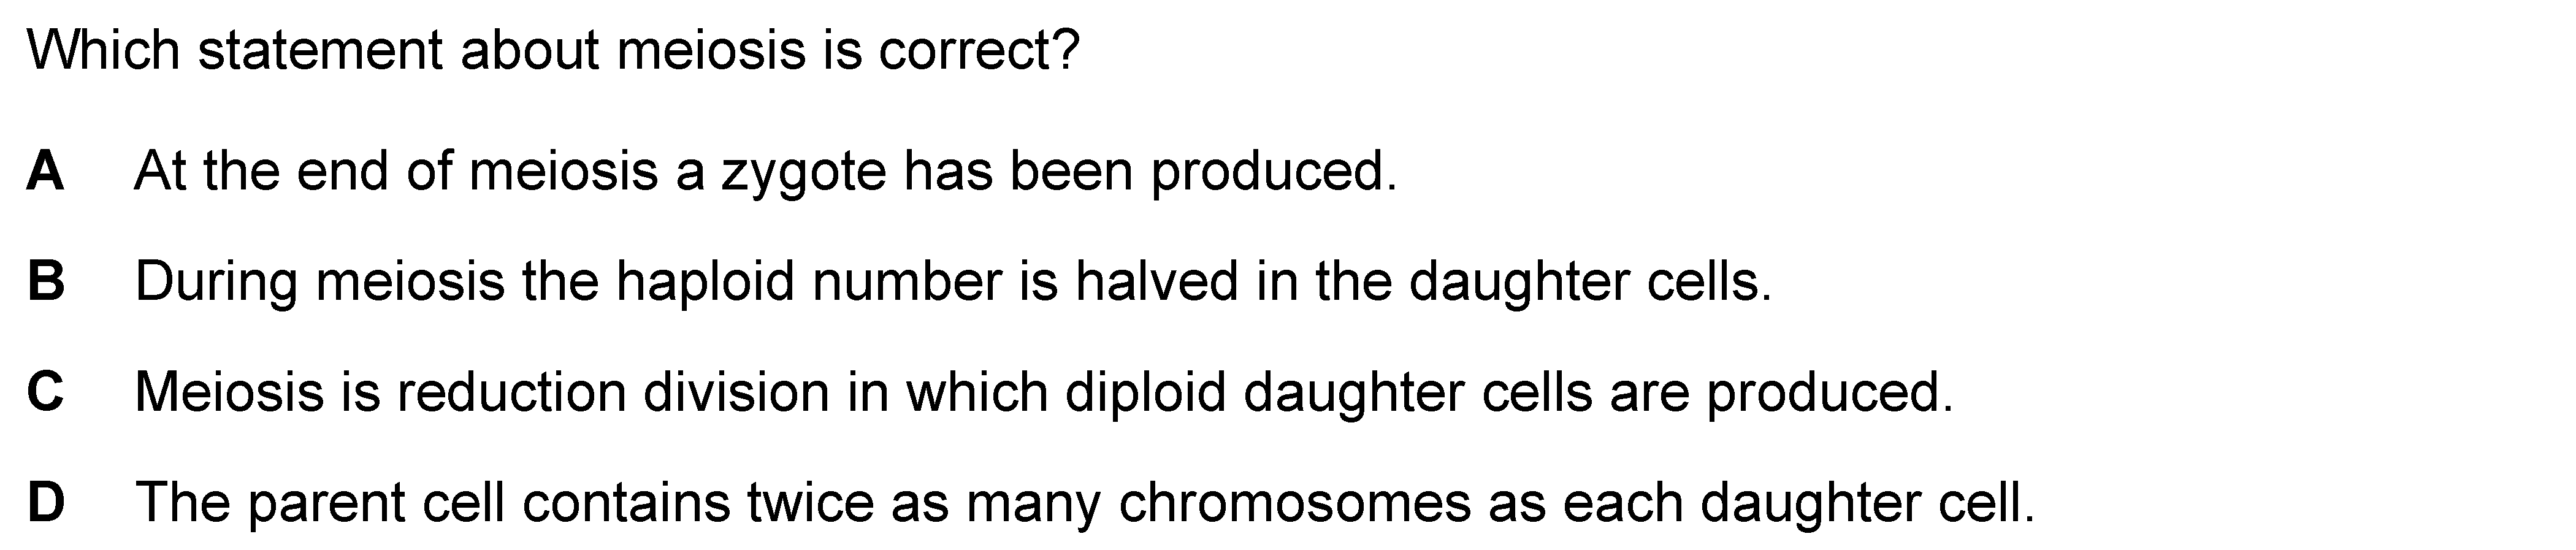 Which statement about meiosis is correct?
A At the end of meiosis a zygote has been produced.
B During meiosis the haploid number is halved in the daughter cells.
C Meiosis is reduction division in which diploid daughter cells are produced.
D The parent cell contains twice as many chromosomes as each daughter cell.